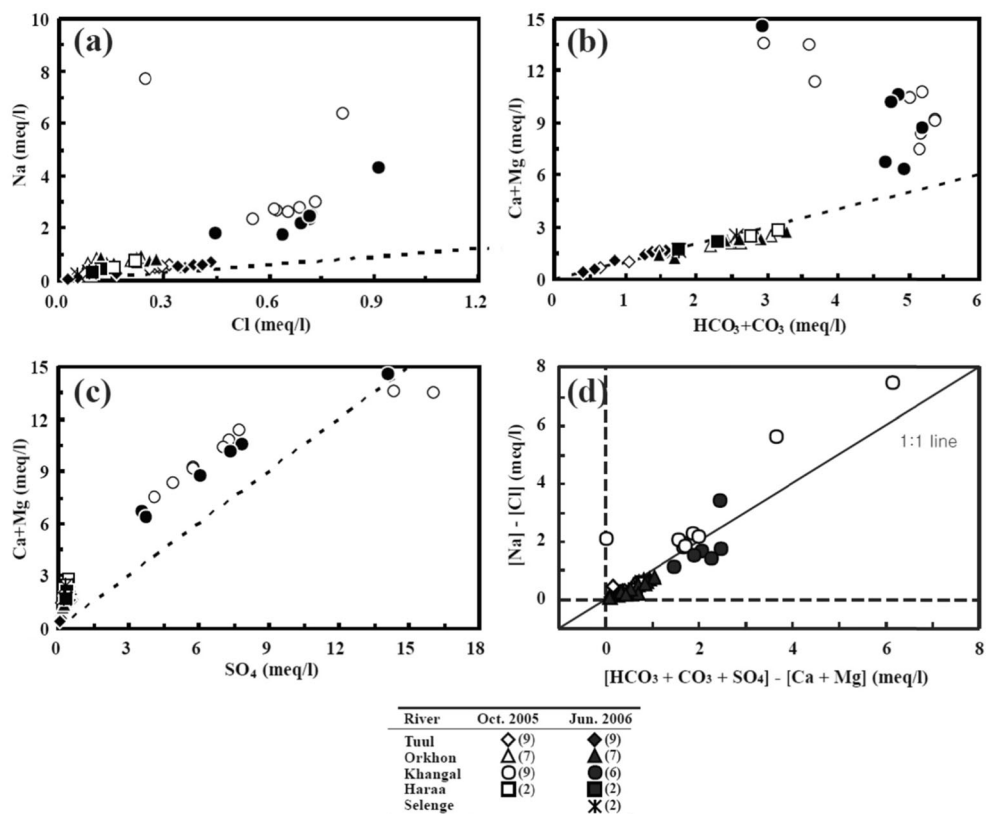 (a)
10
8
6
4
2
0
Na (meq/l)
0.0 0.3 0.6 0.9 1.2
Cl (meq/l)
(b)
15
12
9
6
3
0
Ca+Mg (meq/l)
0 1 2 3 4 5 6
HCO₃+CO₃ (meq/l)
(c)
15
12
9
6
3
0
Ca+Mg (meq/l)
0 3 6 9 12 15 18
SO₄ (meq/l)
(d)
8
6
4
2
0
[Na] - [Cl] (meq/l)
1:1 line
0 2 4 6 8
[HCO₃ + CO₃ + SO₄] - [Ca + Mg] (meq/l)
River Oct. 2005 Jun. 2006
Tuul (9) (9)
Orkhon (7) (7)
Khangal (9) (6)
Haraa (2) (2)
Selenge (2)